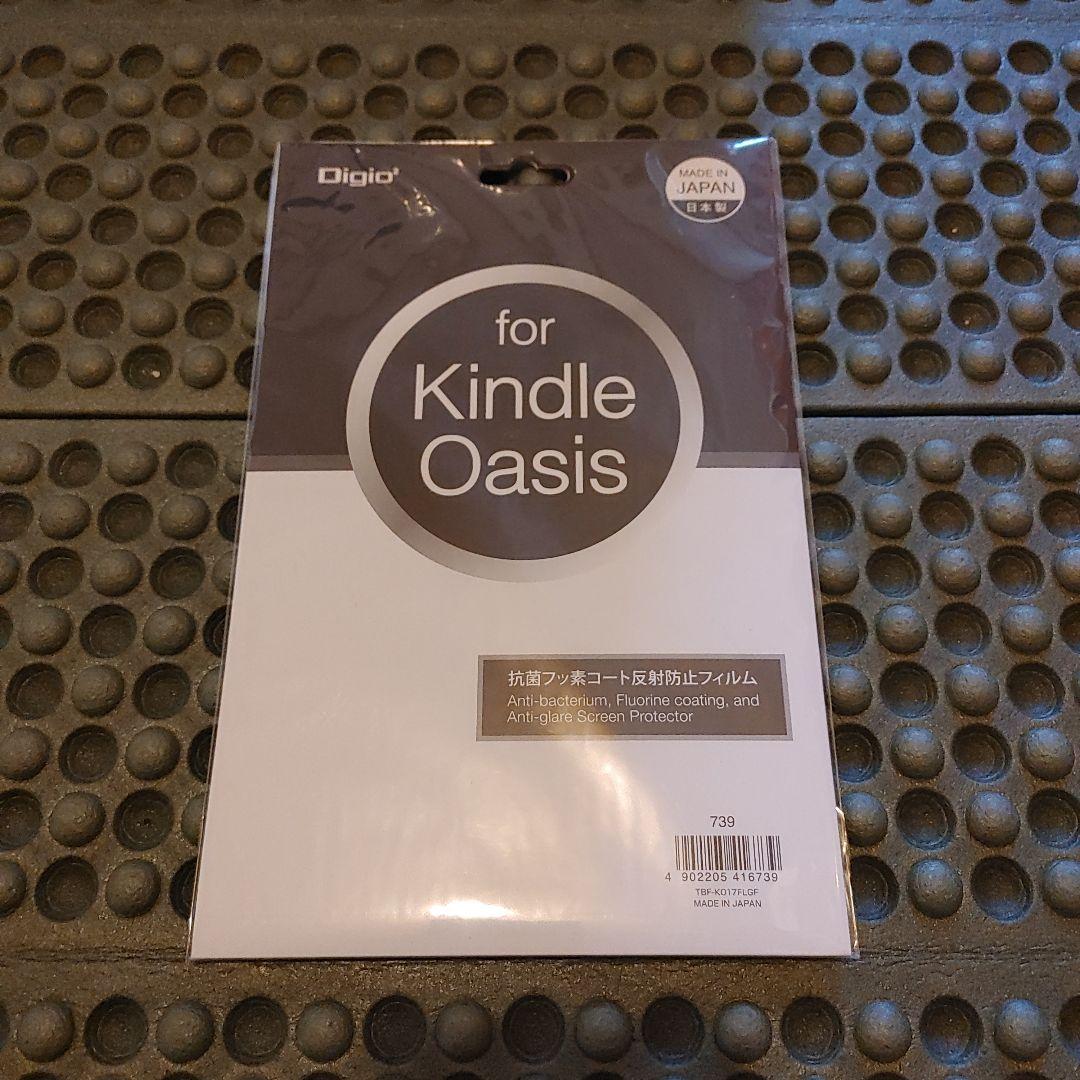 Digio²
MADE IN
JAPAN
日本製
for
Kindle
Oasis
抗菌フッ素コート反射防止フィルム
Anti-bacterium, Fluorine coating, and
Anti-glare Screen Protector
739
4 902205 416739
TBF-KO17FLGF
MADE IN JAPAN